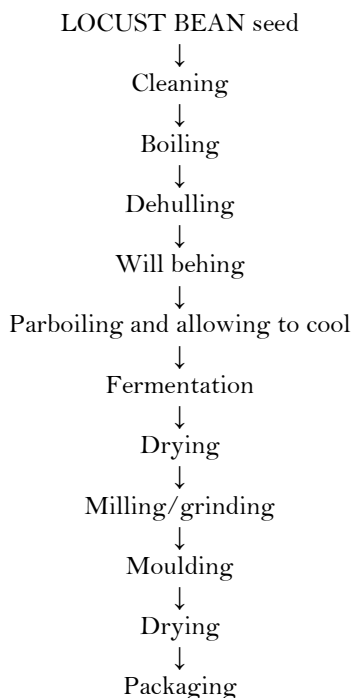 LOCUST BEAN seed
↓
Cleaning
↓
Boiling
↓
Dehulling
↓
Will behing
↓
Parboiling and allowing to cool
↓
Fermentation
↓
Drying
↓
Milling/grinding
↓
Moulding
↓
Drying
↓
Packaging